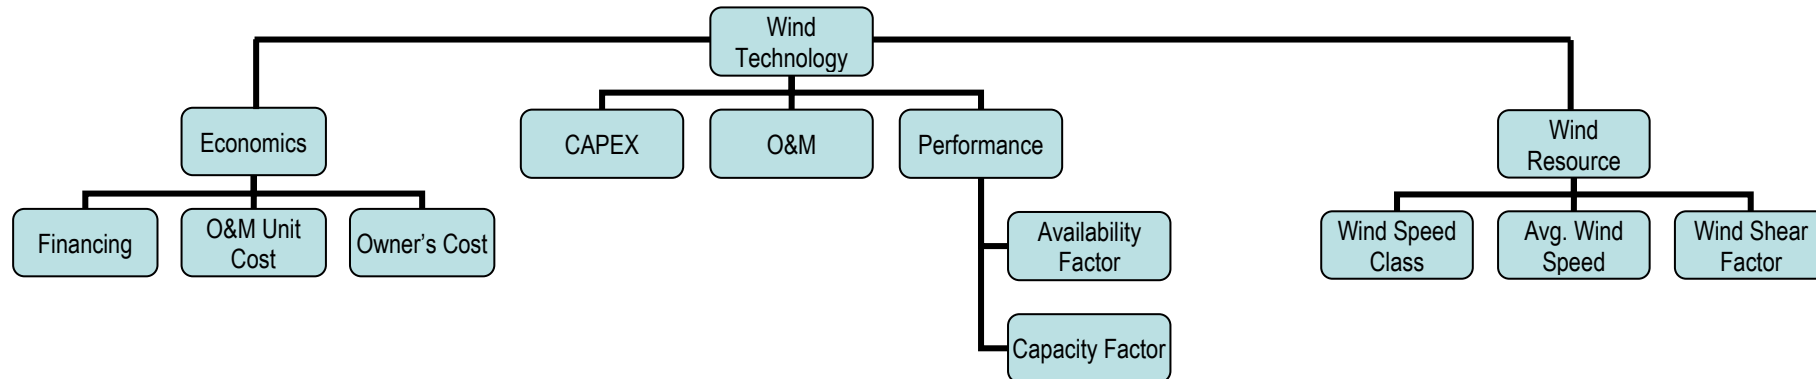 Wind
Technology
Economics
CAPEX
O&M
Performance
Wind
Resource
Financing
O&M Unit
Cost
Owner’s Cost
Availability
Factor
Wind Speed
Class
Avg. Wind
Speed
Wind Shear
Factor
Capacity Factor